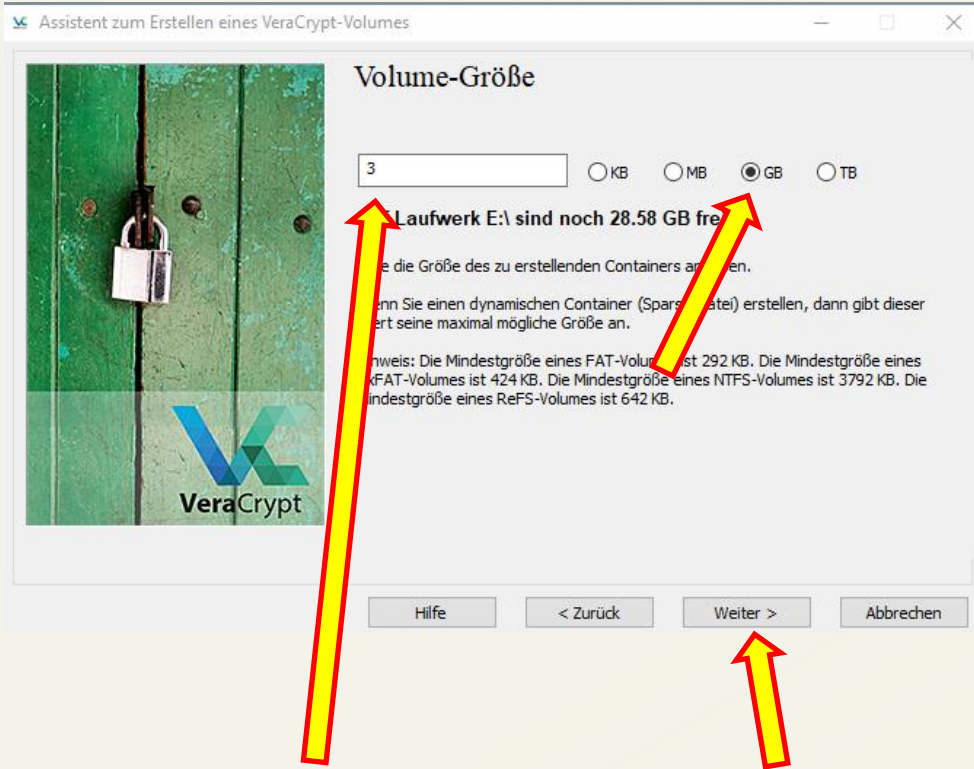 Assistent zum Erstellen eines VeraCrypt-Volumes
Volume-Größe
3 KB MB GB TB
Laufwerk E:\ sind noch 28.58 GB
die Größe des zu erstellenden Containers
Sie einen dynamischen Container erstellen, dann gibt dieser
seine maximal mögliche Größe an.
Die Mindestgröße eines ist 292 KB. Die Mindestgröße eines
ist 424 KB. Die Mindestgröße eines NTFS-Volumes ist 3792 KB. Die
eines ReFS-Volumes ist 642 KB.
VeraCrypt
Hilfe < Zurück Weiter > Abbrechen